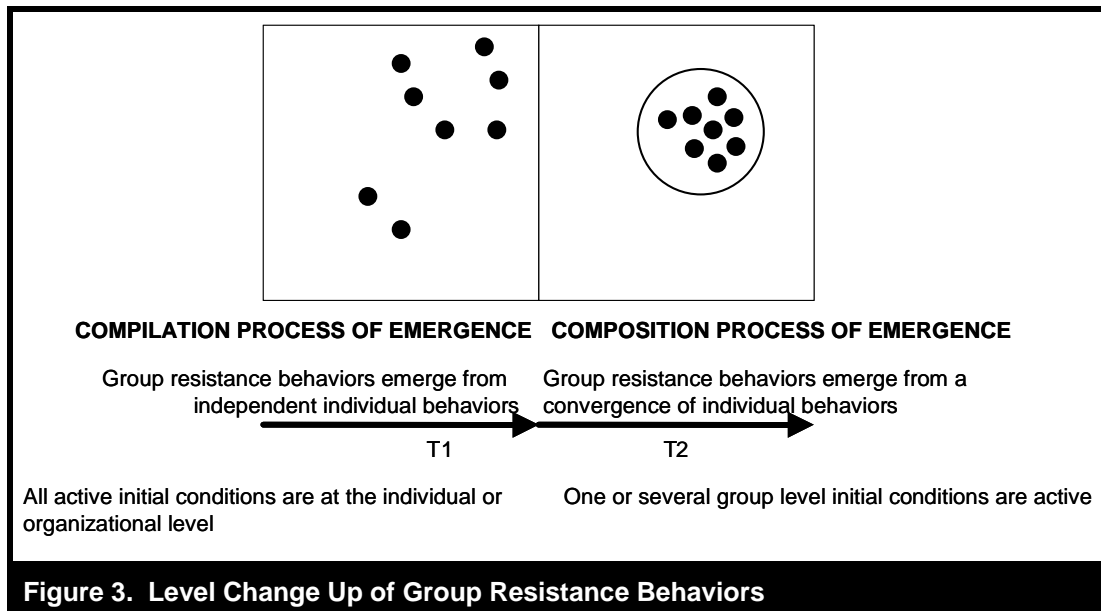 COMPILATION PROCESS OF EMERGENCE
COMPOSITION PROCESS OF EMERGENCE
Group resistance behaviors emerge from
independent individual behaviors
Group resistance behaviors emerge from a
convergence of individual behaviors
T1
T2
All active initial conditions are at the individual or
organizational level
One or several group level initial conditions are active
Figure 3. Level Change Up of Group Resistance Behaviors